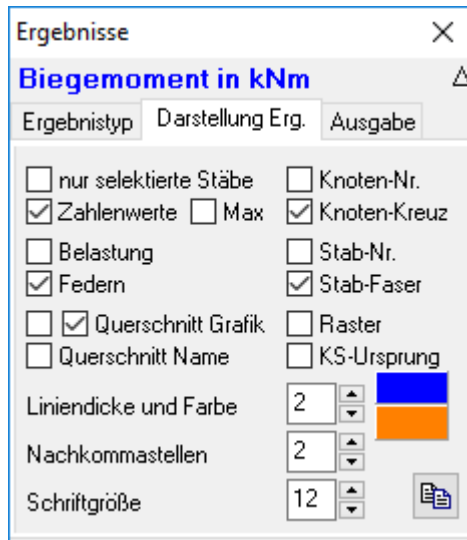 Ergebnisse
Biegemoment in kNm
Ergebnistyp Darstellung Erg. Ausgabe
nur selektierte Stäbe Knoten-Nr.
Zahlenwerte Max Knoten-Kreuz
Belastung Stab-Nr.
Federn Stab-Faser
Querschnitt Grafik Raster
Querschnitt Name KS-Ursprung
Liniendicke und Farbe 2
Nachkommastellen 2
Schriftgröße 12